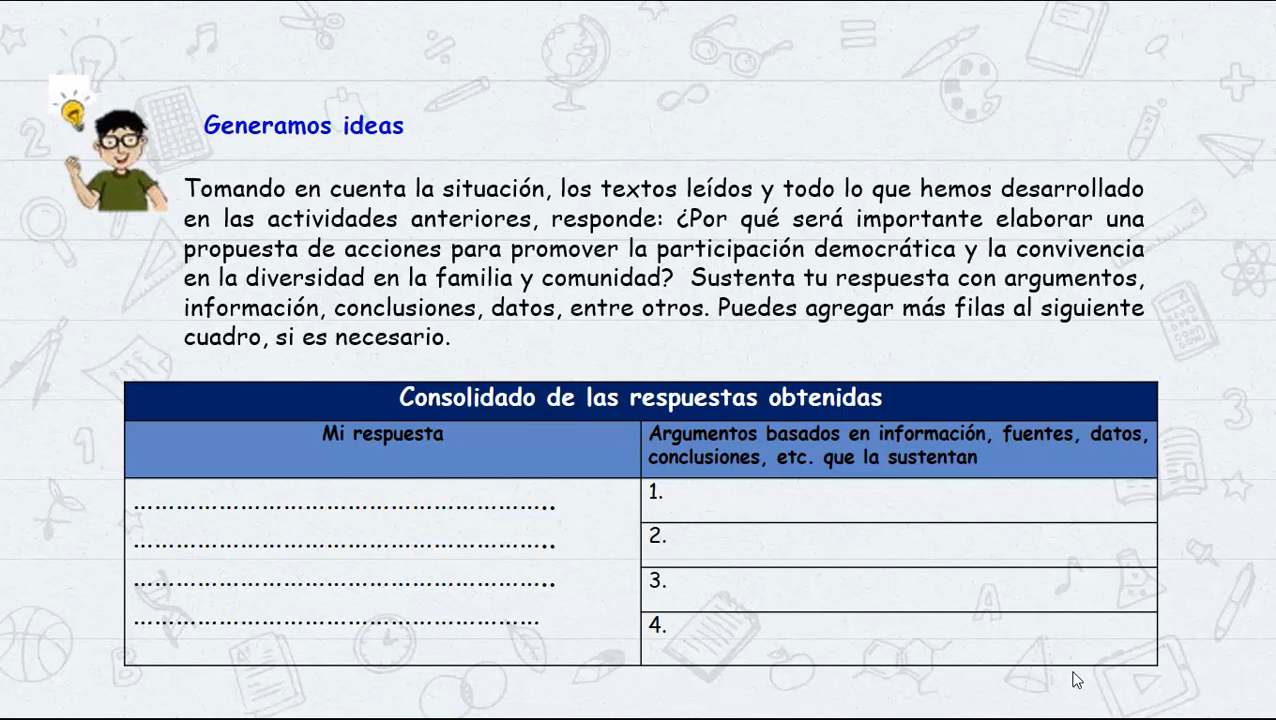 Generamos ideas
Tomando en cuenta la situación, los textos leídos y todo lo que hemos desarrollado
en las actividades anteriores, responde: ¿Por qué será importante elaborar una
propuesta de acciones para promover la participación democrática y la convivencia
en la diversidad en la familia y comunidad? Sustenta tu respuesta con argumentos,
información, conclusiones, datos, entre otros. Puedes agregar más filas al siguiente
cuadro, si es necesario.
Consolidado de las respuestas obtenidas
Mi respuesta
Argumentos basados en información, fuentes, datos,
conclusiones, etc. que la sustentan
…………………………………………………..
…………………………………………………..
…………………………………………………..
…………………………………………………
1.
2.
3.
4.